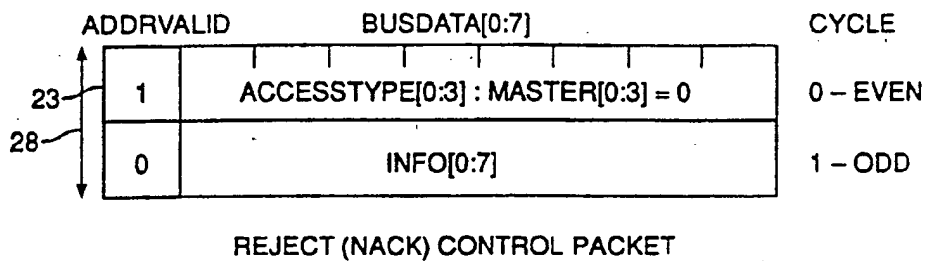 ADDRVALID BUSDATA[0:7] CYCLE
23 1 ACCESSTYPE[0:3] : MASTER[0:3] = 0 0 – EVEN
28
0 INFO[0:7] 1 – ODD
REJECT (NACK) CONTROL PACKET